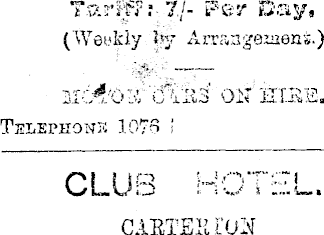 Tariff: 7/- Per Day.
(Weekly by Arrangement.)
MOTOR CARS ON HIRE.
TELEPHONE 1076
CLUB HOTEL.
CARTERTON